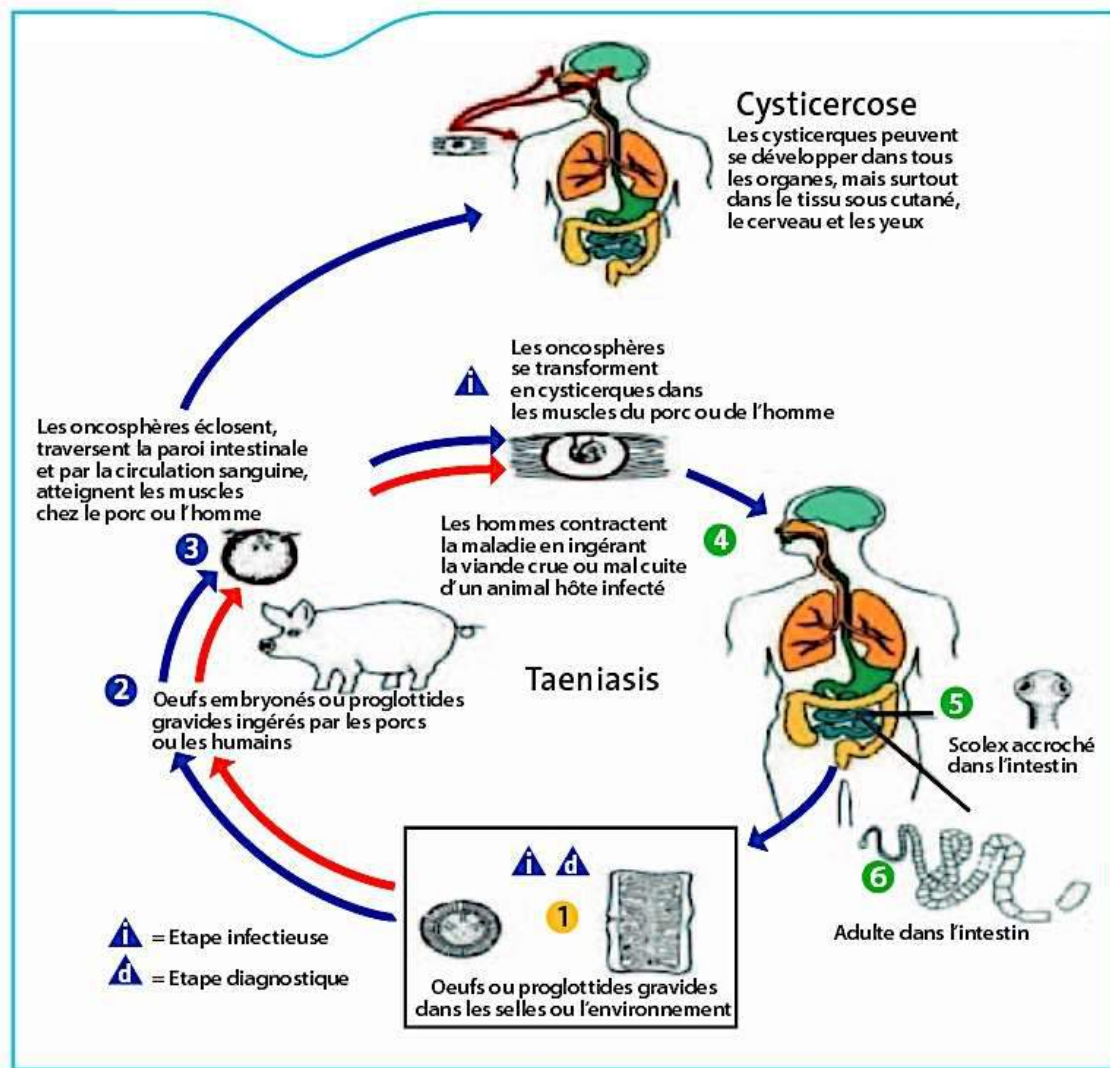 Cysticercose
Les cysticerques peuvent
se développer dans tous
les organes, mais surtout
dans le tissu sous cutané,
le cerveau et les yeux
i
Les oncosphères
se transforment
en cysticerques dans
les muscles du porc ou de l'homme
Les oncosphères éclosent,
traversent la paroi intestinale
et par la circulation sanguine,
atteignent les muscles
chez le porc ou l'homme
3
Les hommes contractent
la maladie en ingérant
la viande crue ou mal cuite
d'un animal hôte infecté
4
Taeniasis
2
Oeufs embryonés ou proglottides
gravides ingérés par les porcs
ou les humains
5
Scolex accroché
dans l'intestin
6
Adulte dans l'intestin
i d
1
Oeufs ou proglottides gravides
dans les selles ou l'environnement
i = Etape infectieuse
d = Etape diagnostique